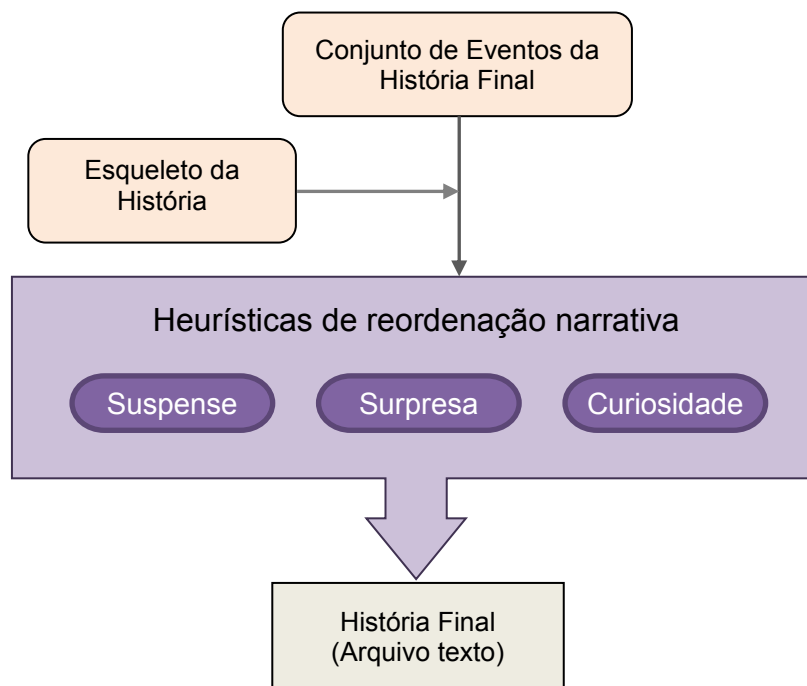 Conjunto de Eventos da
História Final
Esqueleto da
História
Heurísticas de reordenação narrativa
Suspense
Surpresa
Curiosidade
História Final
(Arquivo texto)